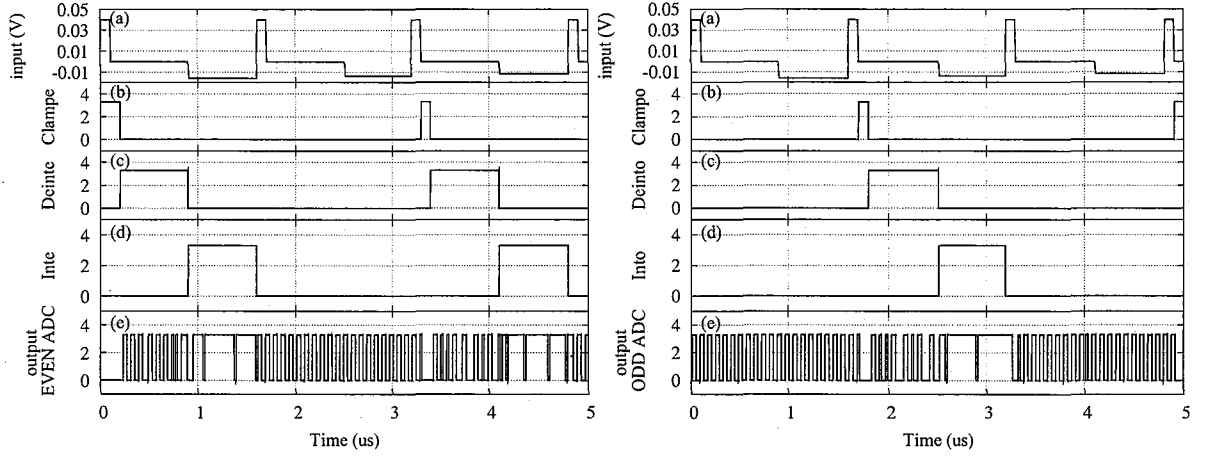 0.05
0.03
0.01
-0.01
input (V)
(a)
4
2
0
Clampe
(b)
4
2
0
Dcinte
(c)
4
2
0
Inte
(d)
4
2
0
output
EVEN ADC
(e)
0 1 2 3 4 5
Time (us)
0.05
0.03
0.01
-0.01
input (V)
(a)
4
2
0
Clampo
(b)
4
2
0
Dcinto
(c)
4
2
0
Into
(d)
4
2
0
output
ODD ADC
(e)
0 1 2 3 4 5
Time (us)